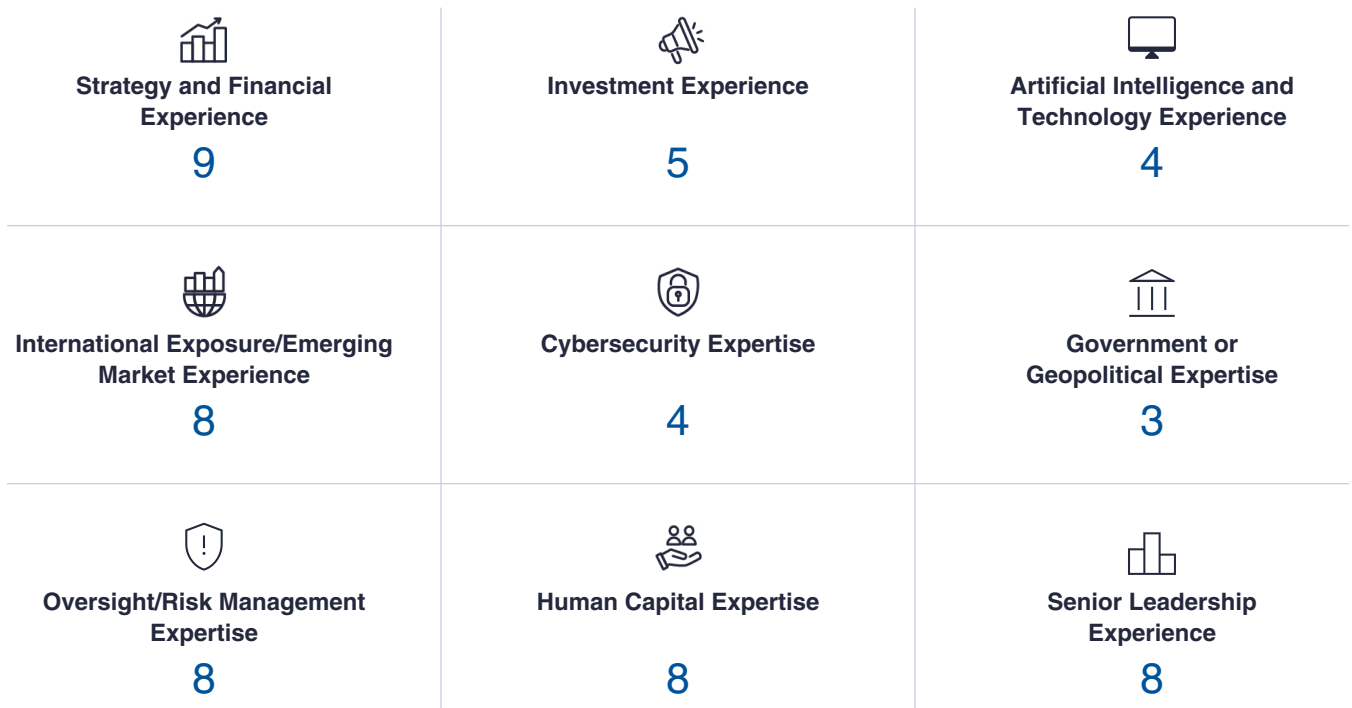 Strategy and Financial
Experience
9
Investment Experience
5
Artificial Intelligence and
Technology Experience
4
International Exposure/Emerging
Market Experience
8
Cybersecurity Expertise
4
Government or
Geopolitical Expertise
3
Oversight/Risk Management
Expertise
8
Human Capital Expertise
8
Senior Leadership
Experience
8